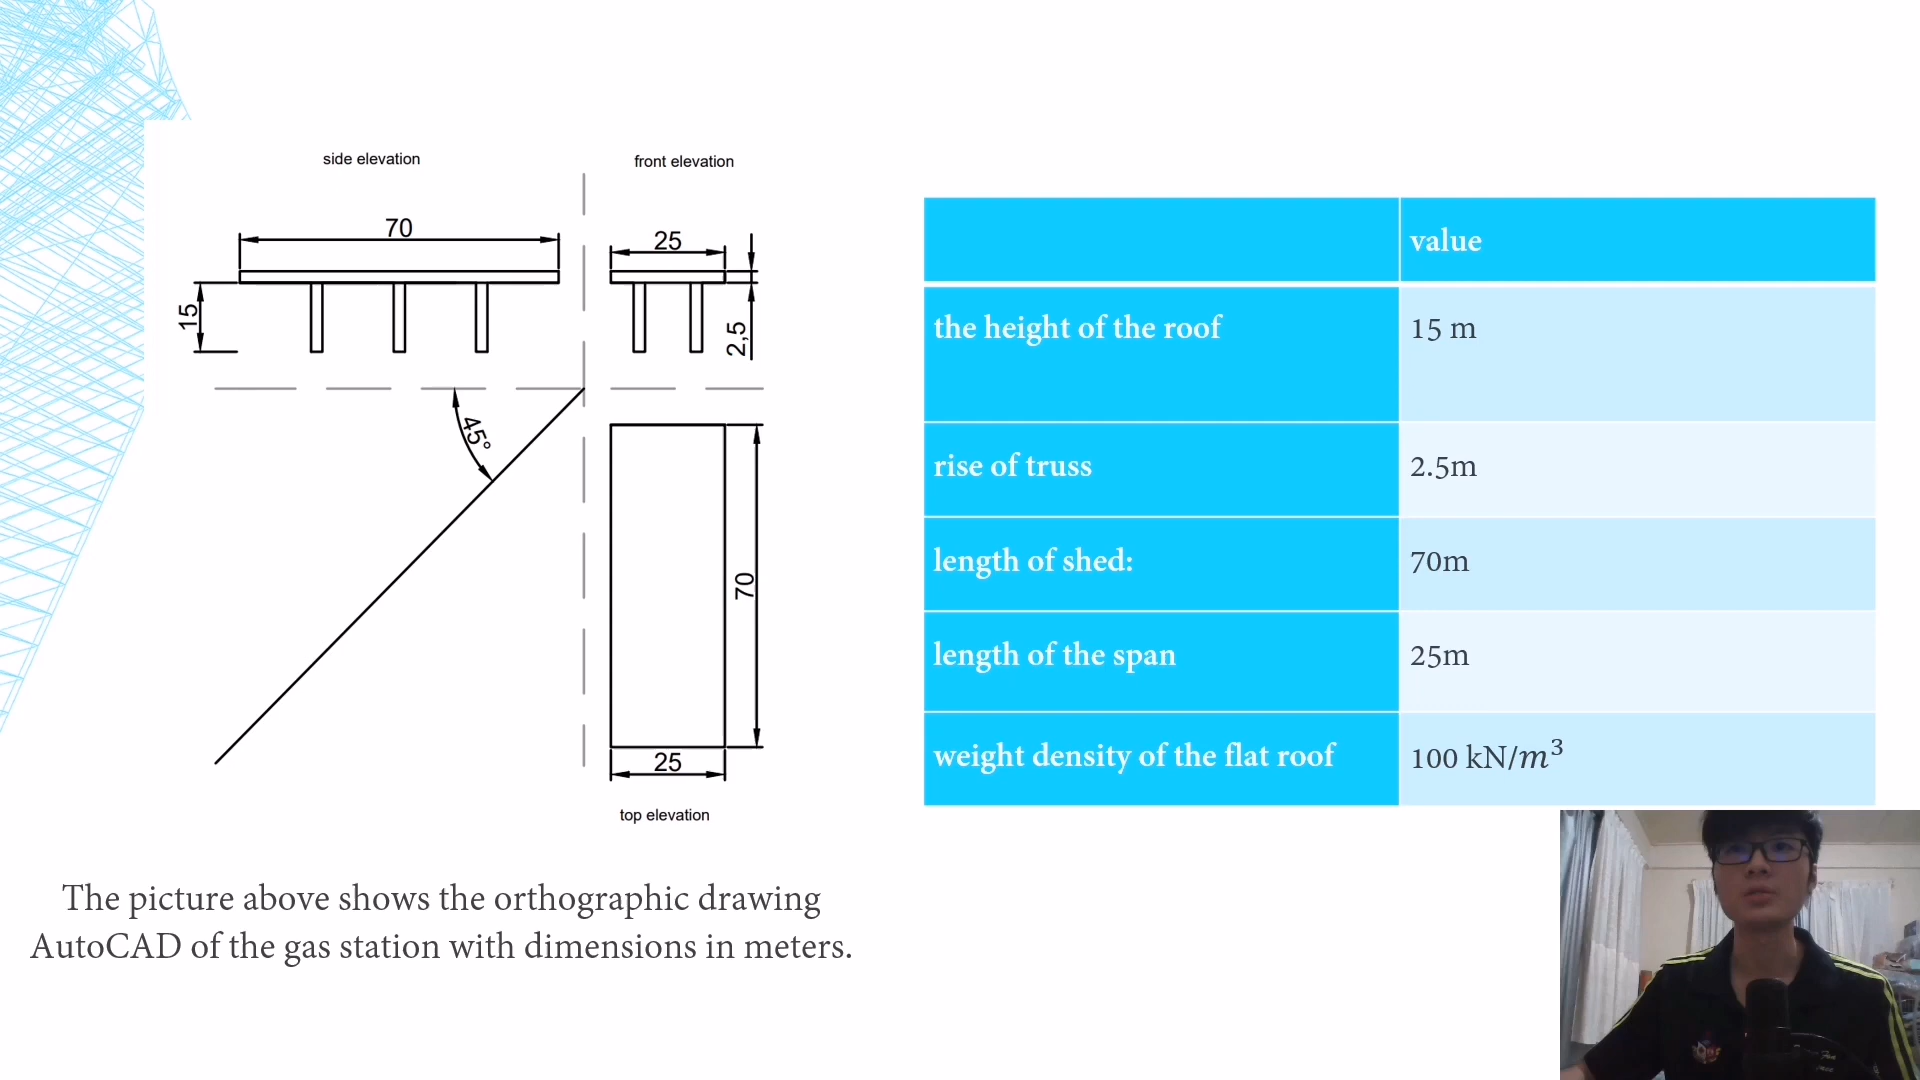 side elevation
front elevation
70
25
15
2,5
45°
70
25
top elevation
The picture above shows the orthographic drawing
AutoCAD of the gas station with dimensions in meters.
value
the height of the roof
15 m
rise of truss
2.5m
length of shed:
70m
length of the span
25m
weight density of the flat roof
100 kN/m³